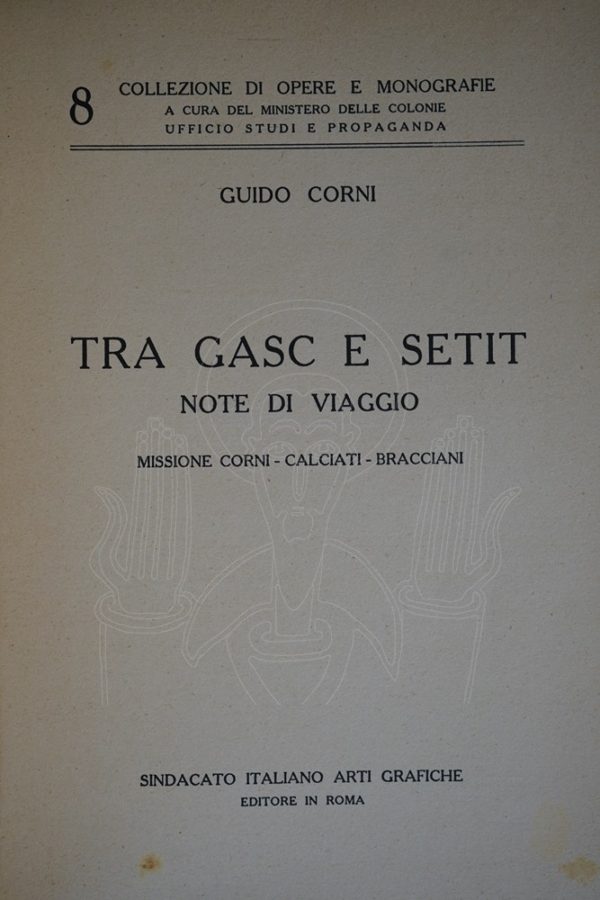 8
COLLEZIONE DI OPERE E MONOGRAFIE
A CURA DEL MINISTERO DELLE COLONIE
UFFICIO STUDI E PROPAGANDA
GUIDO CORNI
TRA GASC E SETIT
NOTE DI VIAGGIO
MISSIONE CORNI - CALCIATI - BRACCIANI
SINDACATO ITALIANO ARTI GRAFICHE
EDITORE IN ROMA